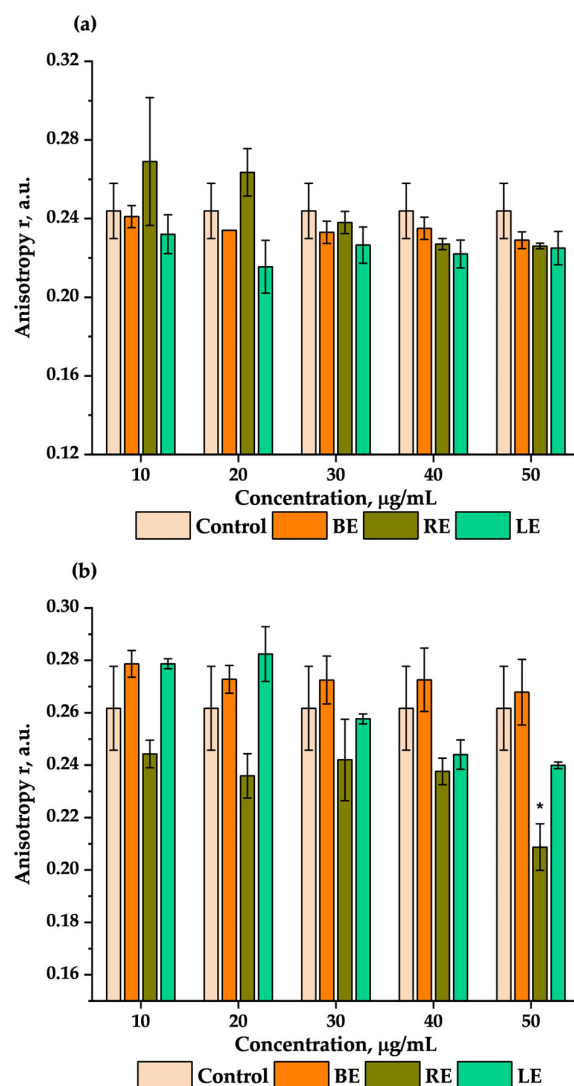 (a)
0.32
0.28
0.24
0.20
0.16
0.12
Anisotropy r, a.u.
10 20 30 40 50
Concentration, μg/mL
Control BE RE LE
(b)
0.30
0.28
0.26
0.24
0.22
0.20
0.18
0.16
Anisotropy r, a.u.
*
10 20 30 40 50
Concentration, μg/mL
Control BE RE LE